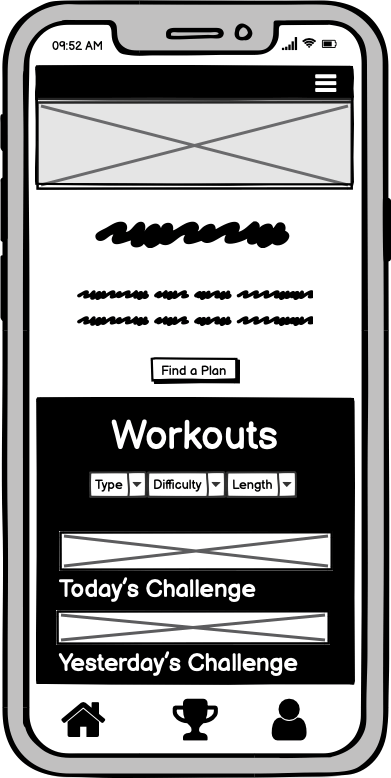 09:52 AM
Find a Plan
Workouts
Type Difficulty Length
Today's Challenge
Yesterday's Challenge